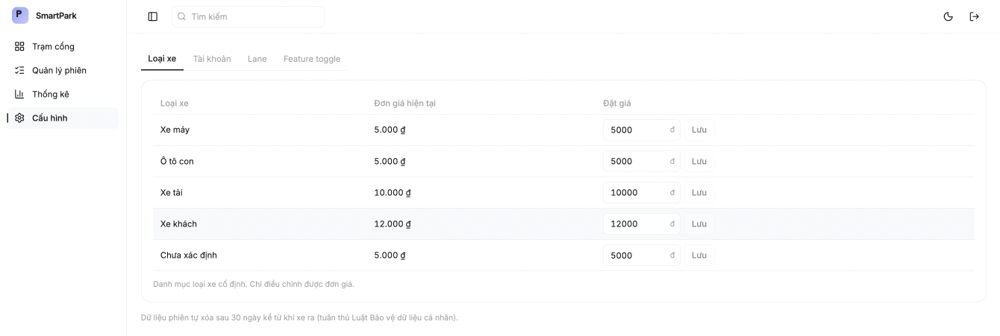 P SmartPark
Tìm kiếm
Trạm cổng
Quản lý phiên
Thống kê
Cấu hình
Loại xe Tài khoản Lane Feature toggle
Loại xe Đơn giá hiện tại Đặt giá
Xe máy 5.000 ₫ 5000 đ Lưu
Ô tô con 5.000 ₫ 5000 đ Lưu
Xe tải 10.000 ₫ 10000 đ Lưu
Xe khách 12.000 ₫ 12000 đ Lưu
Chưa xác định 5.000 ₫ 5000 đ Lưu
Danh mục loại xe cố định. Chỉ điều chỉnh được đơn giá.
Dữ liệu phiên tự xóa sau 30 ngày kể từ khi xe ra (tuân thủ Luật Bảo vệ dữ liệu cá nhân).